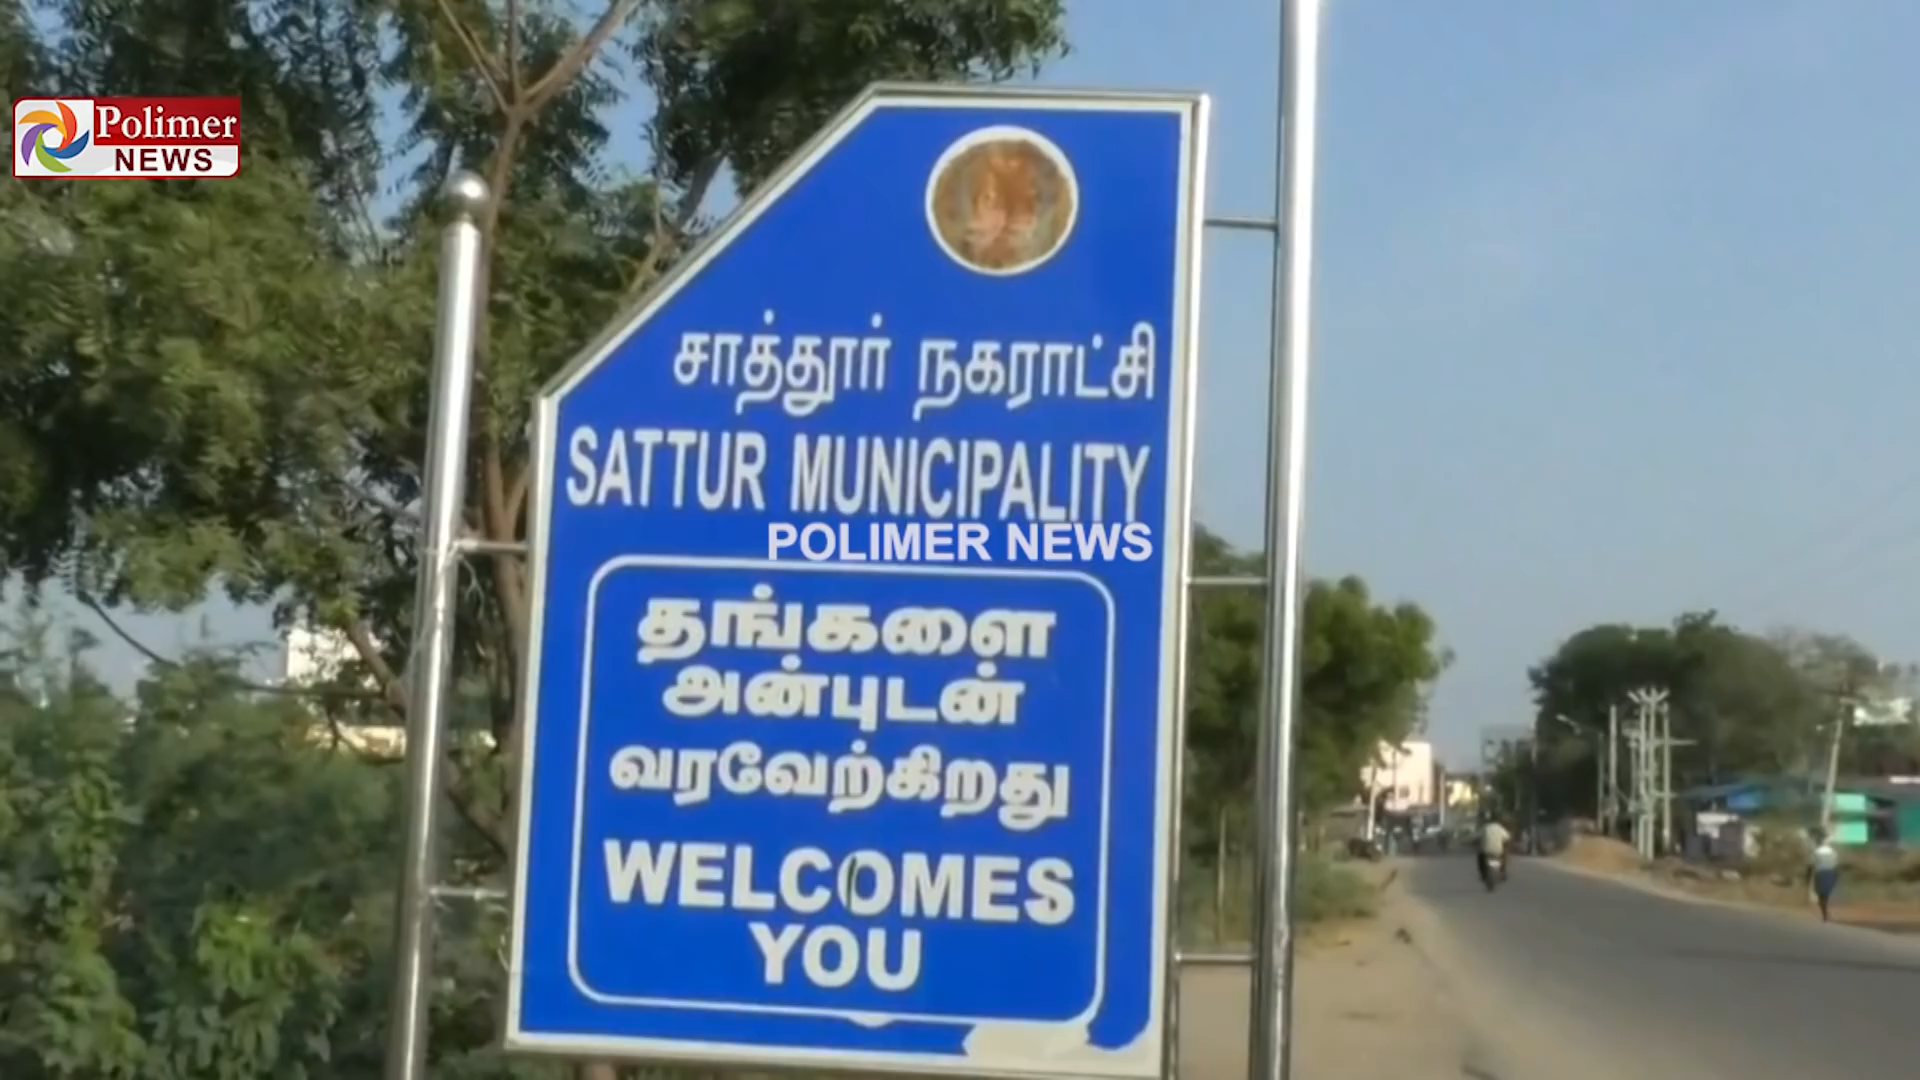 Polimer
NEWS
சாத்தூர் நகராட்சி
SATTUR MUNICIPALITY
POLIMER NEWS
தங்களை
அன்புடன்
வரவேற்கிறது
WELCOMES
YOU